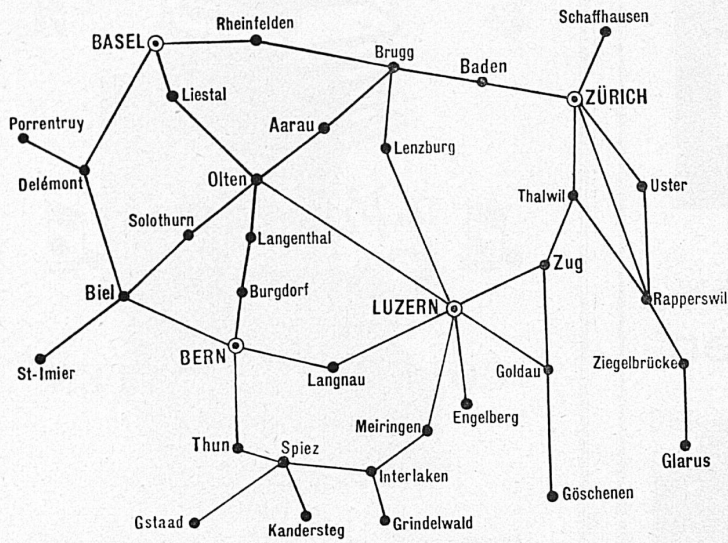 Schaffhausen
Rheinfelden
BASEL
Brugg
Baden
Liestal
ZÜRICH
Porrentruy
Aarau
Lenzburg
Delémont
Olten
Thalwil
Uster
Solothurn
Langenthal
Zug
Biel
Burgdorf
LUZERN
Rapperswil
BERN
St-Imier
Langnau
Goldau
Ziegelbrücke
Engelberg
Meiringen
Thun
Spiez
Glarus
Interlaken
Göschenen
Gstaad
Kandersteg
Grindelwald